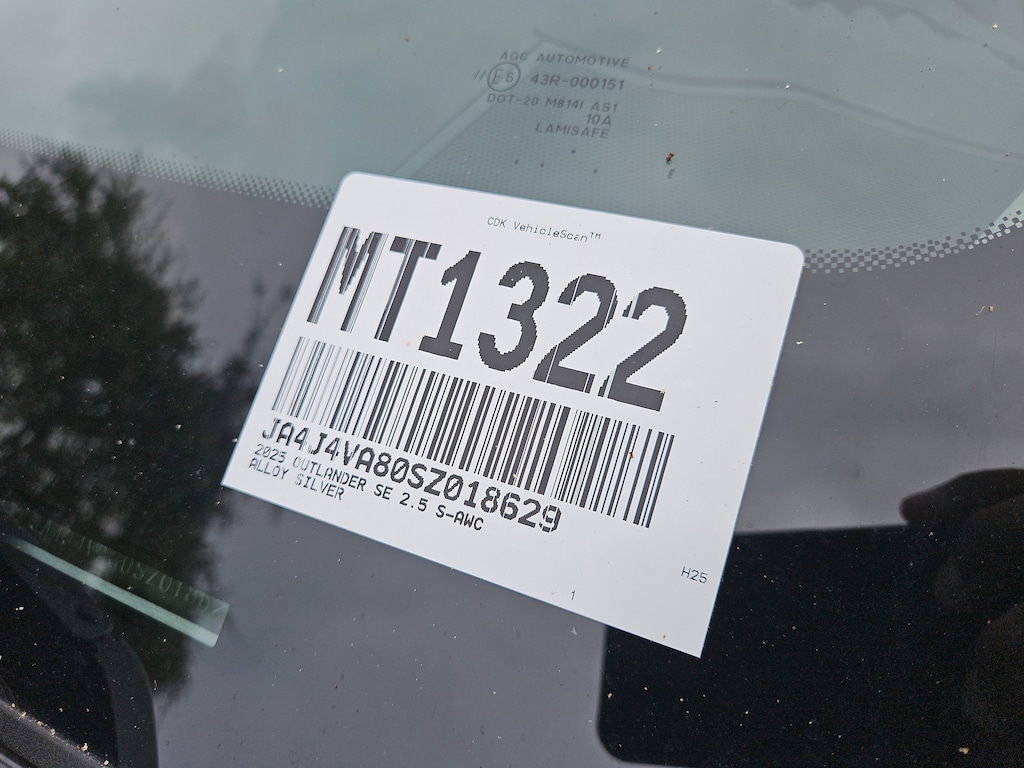 AGC AUTOMOTIVE
E6 43R-000151
DOT-20 M814I AS1
10A
LAMISAFE
CDK VehicleScan™
MT1322
JA4J4VA80SZ018629
2025 OUTLANDER SE 2.5 S-AWC
ALLOY SILVER
H25
1